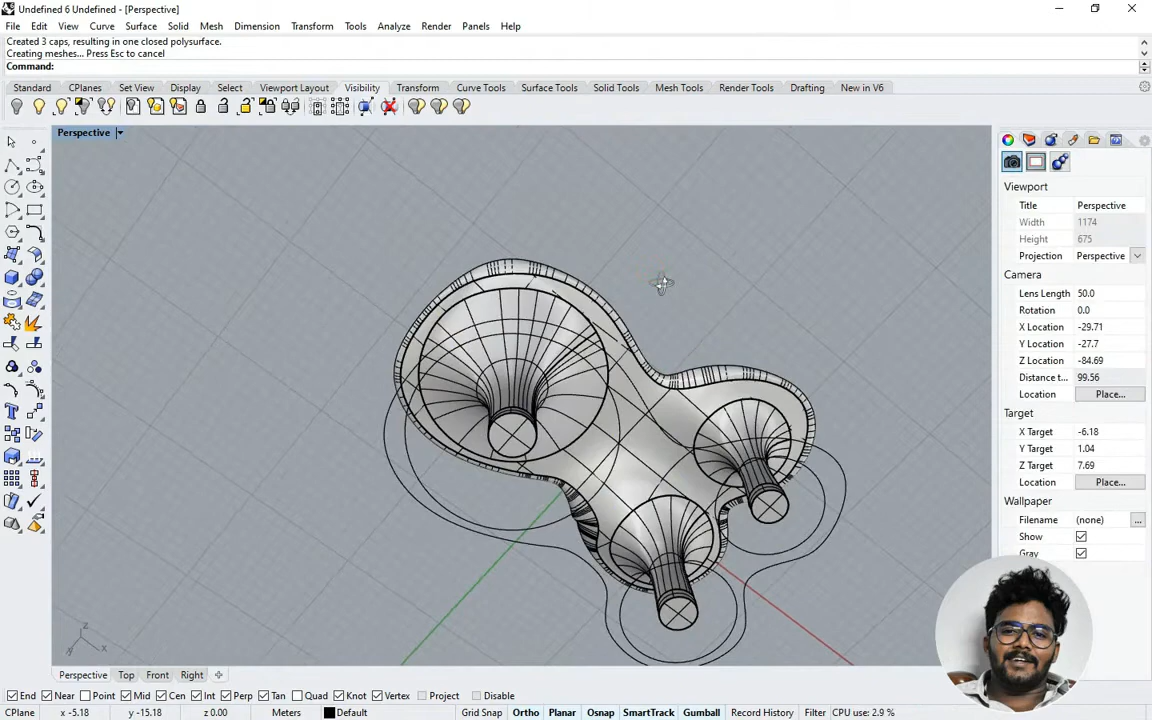 Undefined 6 Undefined - [Perspective]
File Edit View Curve Surface Solid Mesh Dimension Transform Tools Analyze Render Panels Help
Created 3 caps, resulting in one closed polysurface.
Creating meshes... Press Esc to cancel
Command:
Standard CPlanes Set View Display Select Viewport Layout Visibility Transform Curve Tools Surface Tools Solid Tools Mesh Tools Render Tools Drafting New in V6
Perspective
Viewport
Title Perspective
Width 1174
Height 675
Projection Perspective
Camera
Lens Length 50.0
Rotation 0.0
X Location -29.71
Y Location -27.7
Z Location -84.69
Distance t... 99.56
Location Place...
Target
X Target -6.18
Y Target 1.04
Z Target 7.69
Location Place...
Wallpaper
Filename (none) ...
Show
Gray
z
x
y
Perspective Top Front Right
End Near Point Mid Cen Int Perp Tan Quad Knot Vertex Project Disable
CPlane x -5.18 y -15.18 z 0.00 Meters Default Grid Snap Ortho Planar Osnap SmartTrack Gumball Record History Filter CPU use: 2.9 %